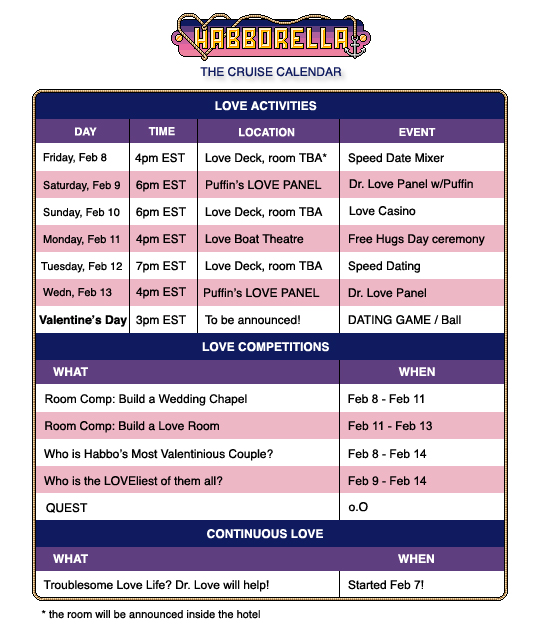 HABBORELLA
THE CRUISE CALENDAR
LOVE ACTIVITIES
DAY TIME LOCATION EVENT
Friday, Feb 8 4pm EST Love Deck, room TBA* Speed Date Mixer
Saturday, Feb 9 6pm EST Puffin's LOVE PANEL Dr. Love Panel w/Puffin
Sunday, Feb 10 6pm EST Love Deck, room TBA Love Casino
Monday, Feb 11 4pm EST Love Boat Theatre Free Hugs Day ceremony
Tuesday, Feb 12 7pm EST Love Deck, room TBA Speed Dating
Wedn, Feb 13 4pm EST Puffin's LOVE PANEL Dr. Love Panel
Valentine's Day 3pm EST To be announced! DATING GAME / Ball
LOVE COMPETITIONS
WHAT WHEN
Room Comp: Build a Wedding Chapel Feb 8 - Feb 11
Room Comp: Build a Love Room Feb 11 - Feb 13
Who is Habbo's Most Valentinious Couple? Feb 8 - Feb 14
Who is the LOVEliest of them all? Feb 9 - Feb 14
QUEST o.O
CONTINUOUS LOVE
WHAT WHEN
Troublesome Love Life? Dr. Love will help! Started Feb 7!
* the room will be announced inside the hotel